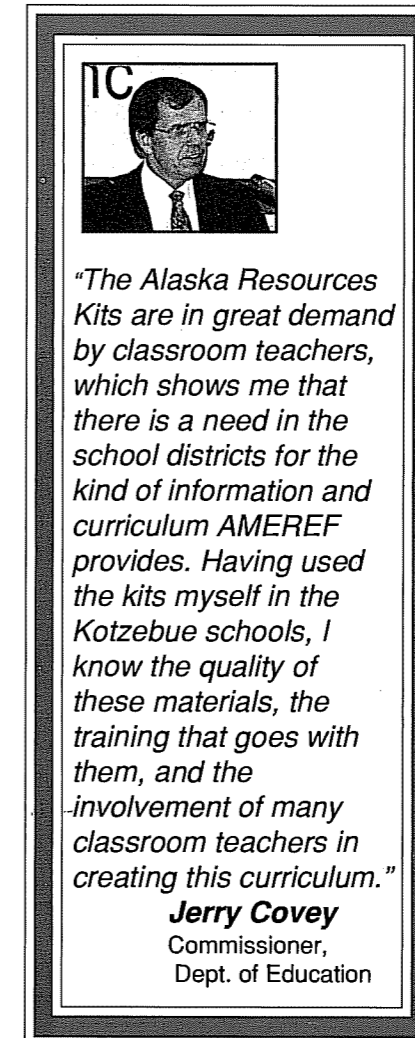 IC
“The Alaska Resources
Kits are in great demand
by classroom teachers,
which shows me that
there is a need in the
school districts for the
kind of information and
curriculum AMEREF
provides. Having used
the kits myself in the
Kotzebue schools, I
know the quality of
these materials, the
training that goes with
them, and the
involvement of many
classroom teachers in
creating this curriculum.”
Jerry Covey
Commissioner,
Dept. of Education